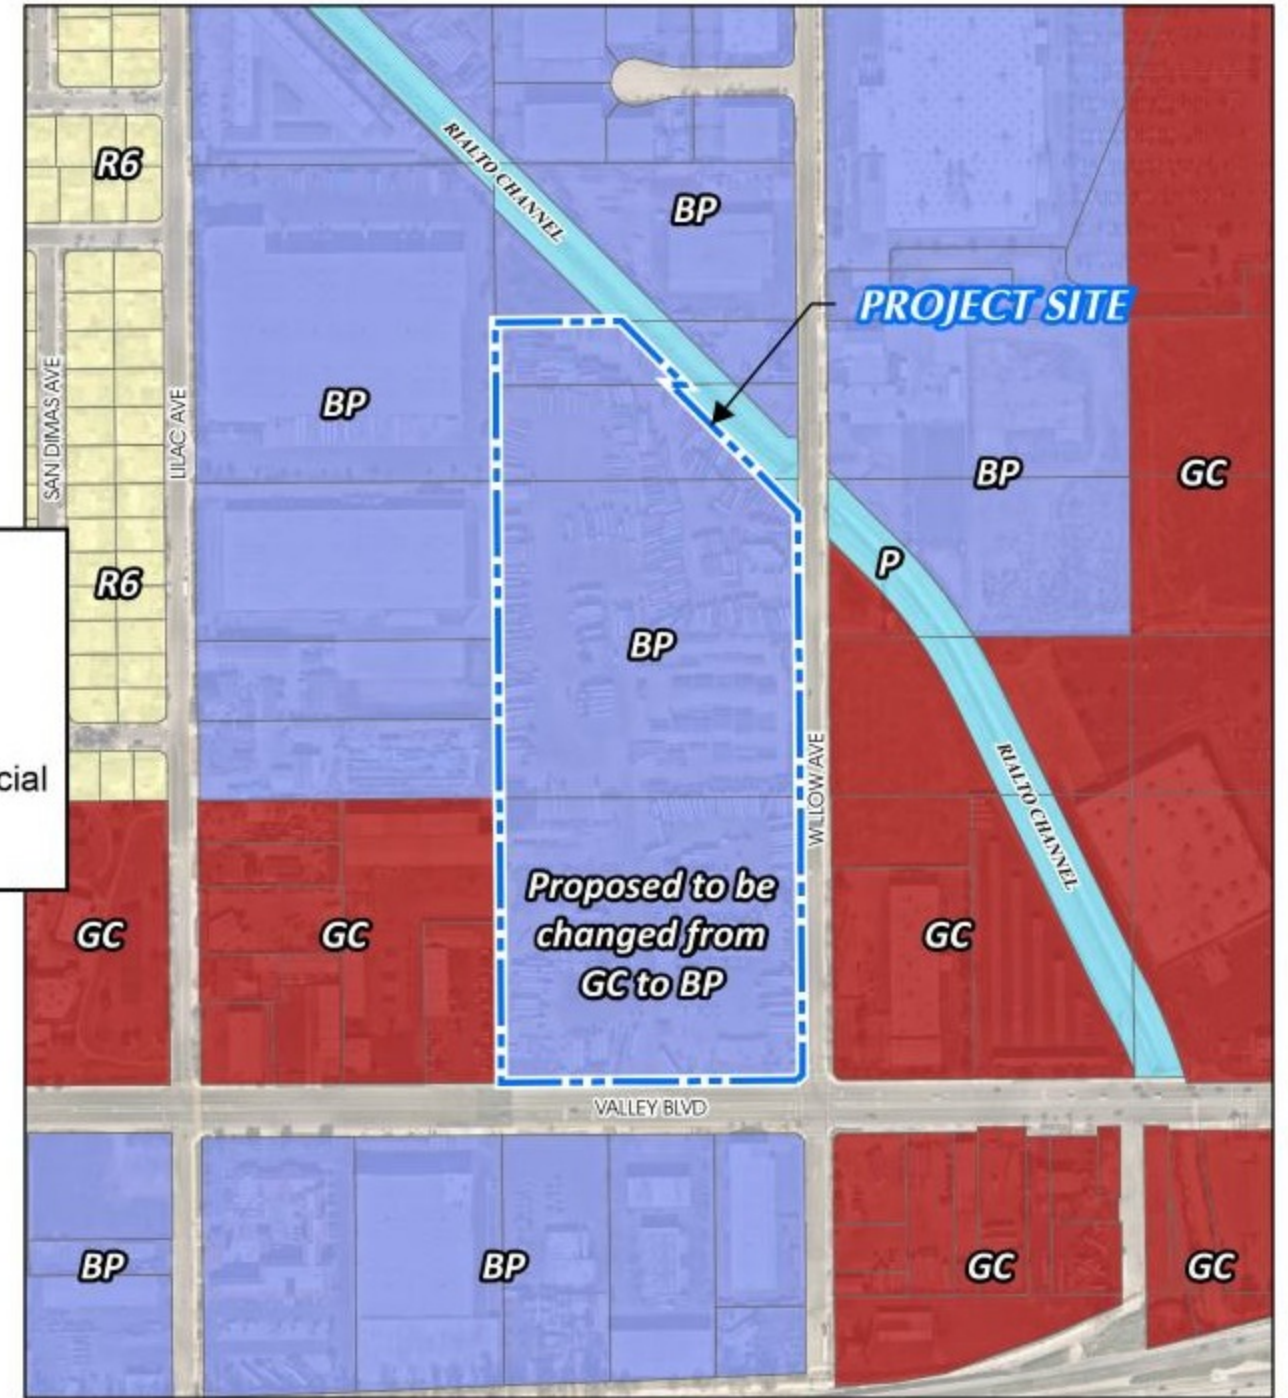 R6
RIALTO CHANNEL
BP
PROJECT SITE
SAN DIMAS AVE
LILAC AVE
BP
BP
GC
P
R6
BP
WILLOW AVE
RIALTO CHANNEL
cial
Proposed to be
changed from
GC to BP
GC
GC
GC
VALLEY BLVD
BP
BP
GC
GC